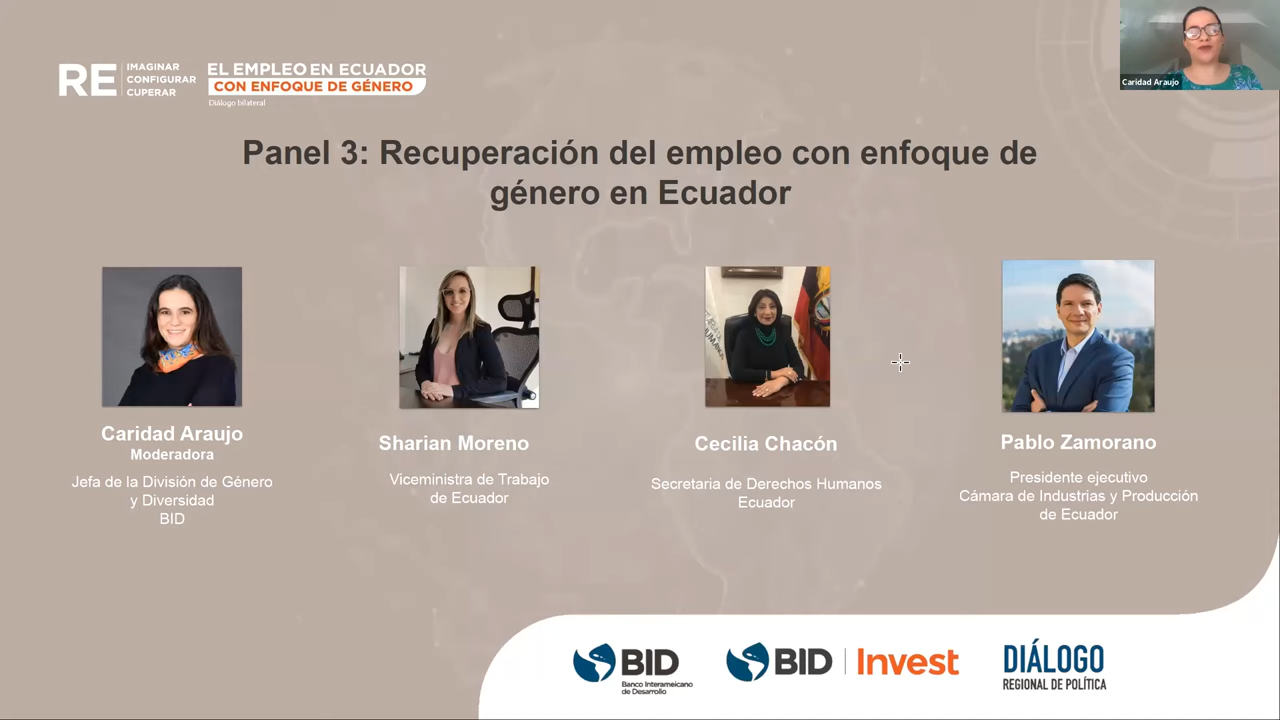 RE
IMAGINAR
CONFIGURAR
CUPERAR
EL EMPLEO EN ECUADOR
CON ENFOQUE DE GÉNERO
Diálogo bilateral
Caridad Araujo
Panel 3: Recuperación del empleo con enfoque de
género en Ecuador
Caridad Araujo
Moderadora
Jefa de la División de Género
y Diversidad
BID
Sharian Moreno
Viceministra de Trabajo
de Ecuador
Cecilia Chacón
Secretaria de Derechos Humanos
Ecuador
Pablo Zamorano
Presidente ejecutivo
Cámara de Industrias y Producción
de Ecuador
BID
Banco Interamericano
de Desarrollo
BID | Invest
DIÁLOGO
REGIONAL DE POLÍTICA